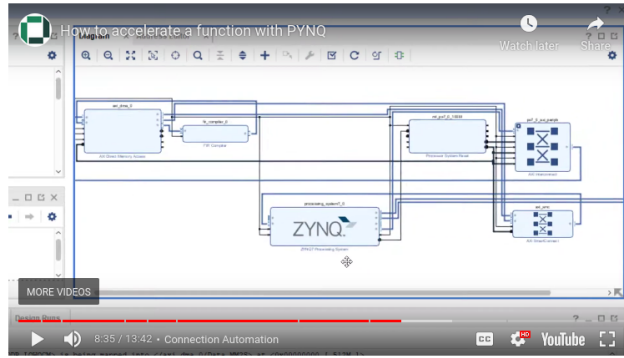 How to accelerate a function with PYNQ
Diagram
Watch later
Share
axi_dma_0
AXI Direct Memory Access
fir_compiler_0
FIR Compiler
Processor System Reset
AXI Interconnect
processing_system7_0
ZYNQ
ZYNQ7 Processing System
AXI SmartConnect
MORE VIDEOS
Design Runs
8:35 / 13:42 • Connection Automation
CC
HD
YouTube